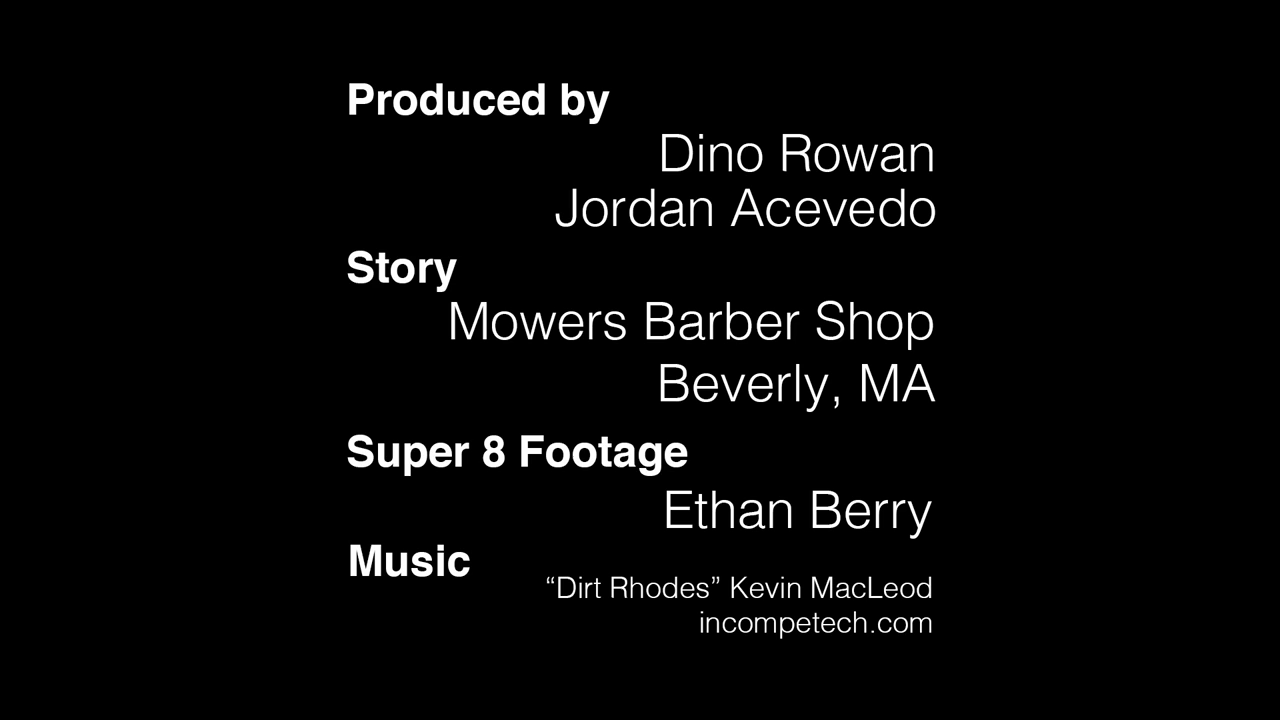 Produced by
Dino Rowan
Jordan Acevedo
Story
Mowers Barber Shop
Beverly, MA
Super 8 Footage
Ethan Berry
Music
“Dirt Rhodes” Kevin MacLeod
incompetech.com